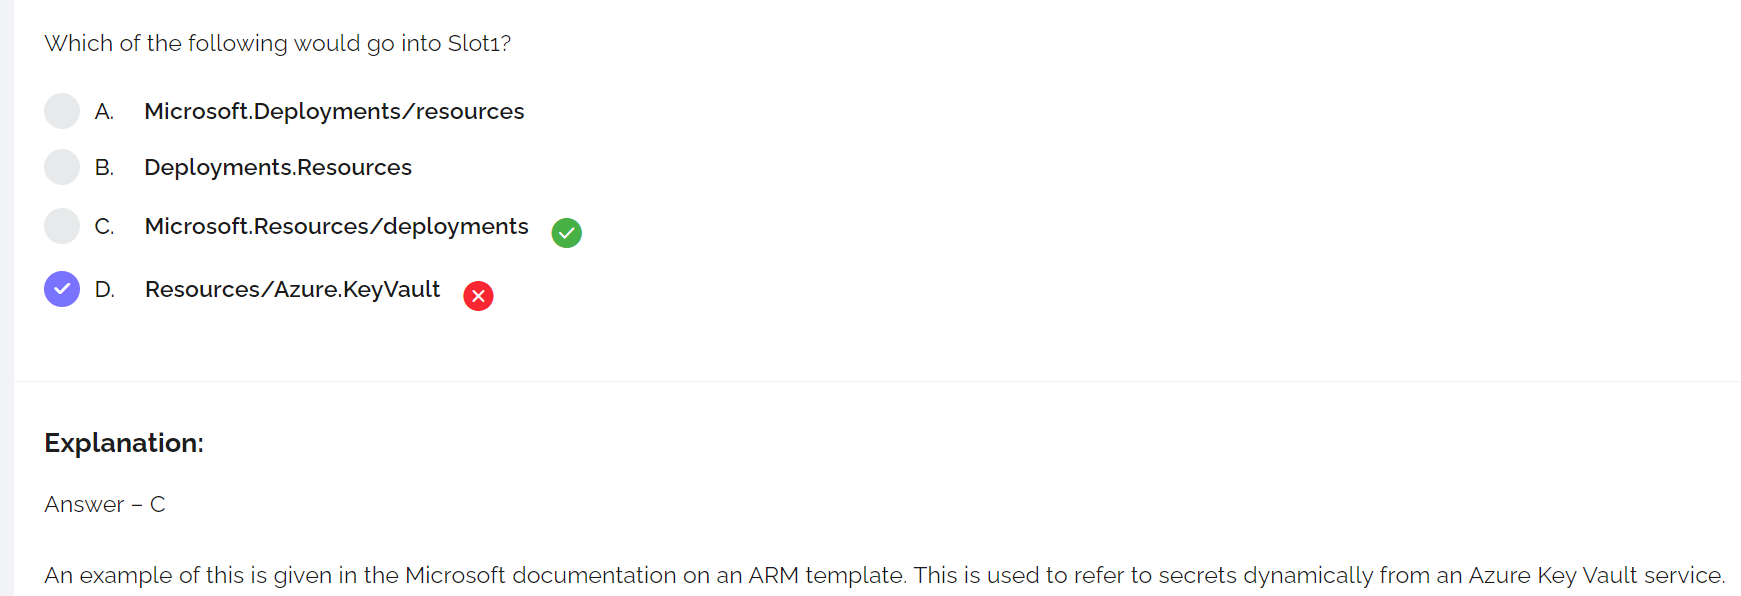 Which of the following would go into Slot1?
A. Microsoft.Deployments/resources
B. Deployments.Resources
C. Microsoft.Resources/deployments
D. Resources/Azure.KeyVault
Explanation:
Answer – C
An example of this is given in the Microsoft documentation on an ARM template. This is used to refer to secrets dynamically from an Azure Key Vault service.